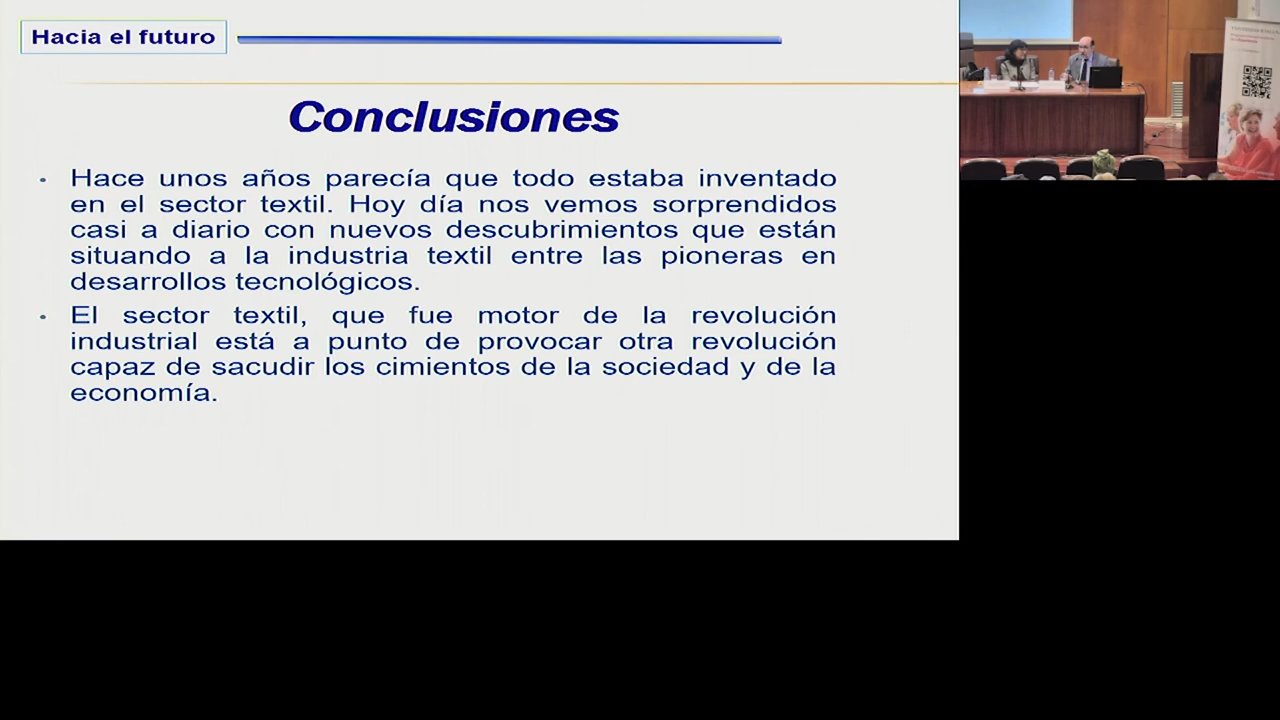 Hacia el futuro
Conclusiones
• Hace unos años parecía que todo estaba inventado
en el sector textil. Hoy día nos vemos sorprendidos
casi a diario con nuevos descubrimientos que están
situando a la industria textil entre las pioneras en
desarrollos tecnológicos.
• El sector textil, que fue motor de la revolución
industrial está a punto de provocar otra revolución
capaz de sacudir los cimientos de la sociedad y de la
economía.